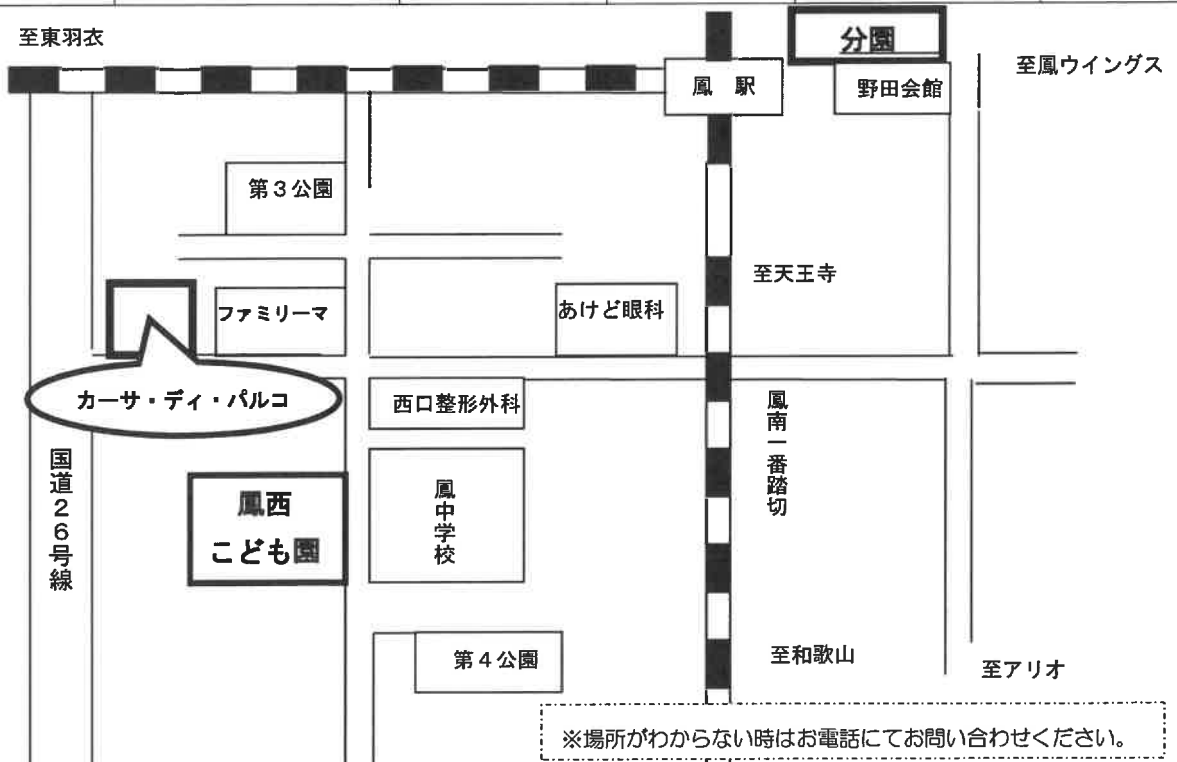 至東羽衣
分園
至鳳ウイングス
鳳 駅
野田会館
第3公園
至天王寺
ファミリーマ
あけど眼科
カーサ・ディ・パルコ
西口整形外科
鳳南一番踏切
国道26号線
鳳西
こども園
鳳中学校
第4公園
至和歌山
至アリオ
※場所がわからない時はお電話にてお問い合わせください。